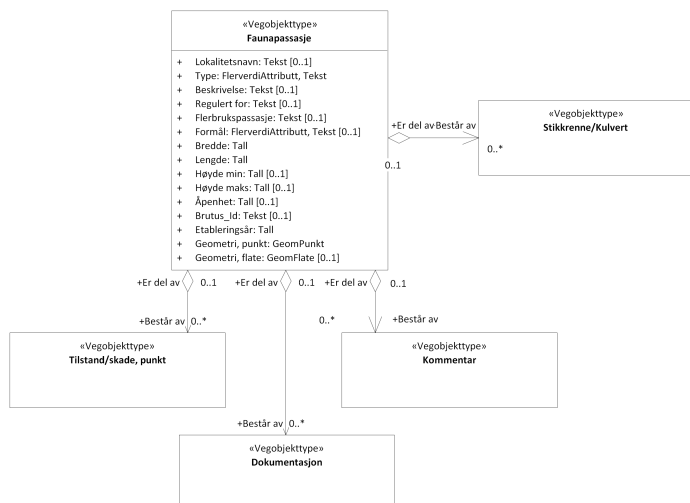 «Vegobjekttype»
Faunapassasje
+ Lokalitetsnavn: Tekst [0..1]
+ Type: FlerverdiAttributt, Tekst
+ Beskrivelse: Tekst [0..1]
+ Regulert for: Tekst [0..1]
+ Flerbrukspassasje: Tekst [0..1]
+ Formål: FlerverdiAttributt, Tekst [0..1]
+ Bredde: Tall
+ Lengde: Tall
+ Høyde min: Tall [0..1]
+ Høyde maks: Tall [0..1]
+ Åpenhet: Tall [0..1]
+ Brutus_Id: Tekst [0..1]
+ Etableringsår: Tall
+ Geometri, punkt: GeomPunkt
+ Geometri, flate: GeomFlate [0..1]
+Er del av Består av
0..1
0..*
«Vegobjekttype»
Stikkrenne/Kulvert
+Er del av 0..1
+Er del av 0..1
+Er del av 0..1
+Består av 0..*
0..* +Består av
«Vegobjekttype»
Tilstand/skade, punkt
«Vegobjekttype»
Kommentar
+Består av 0..*
«Vegobjekttype»
Dokumentasjon